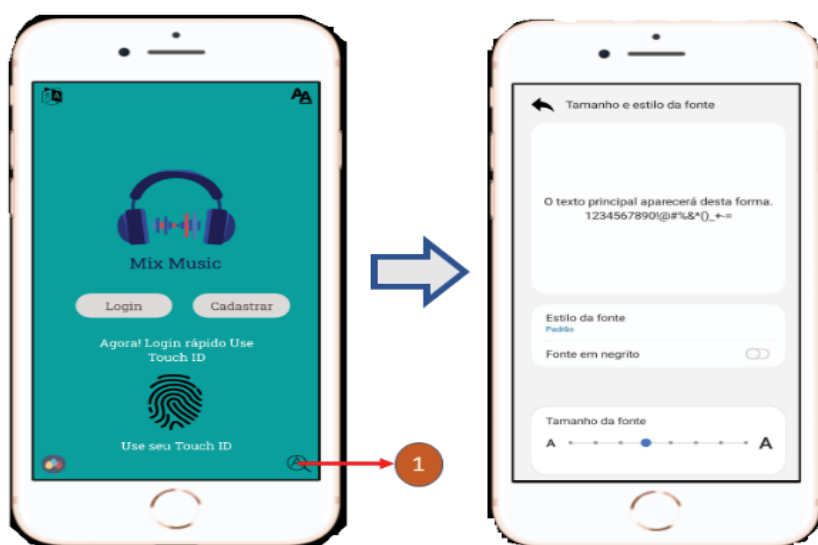 Mix Music
Login
Cadastrar
Agora! Login rápido Use
Touch ID
Use seu Touch ID
1
Tamanho e estilo da fonte
O texto principal aparecerá desta forma.
1234567890!@#%&*()_+-=
Estilo da fonte
Padrão
Fonte em negrito
Tamanho da fonte
A
A